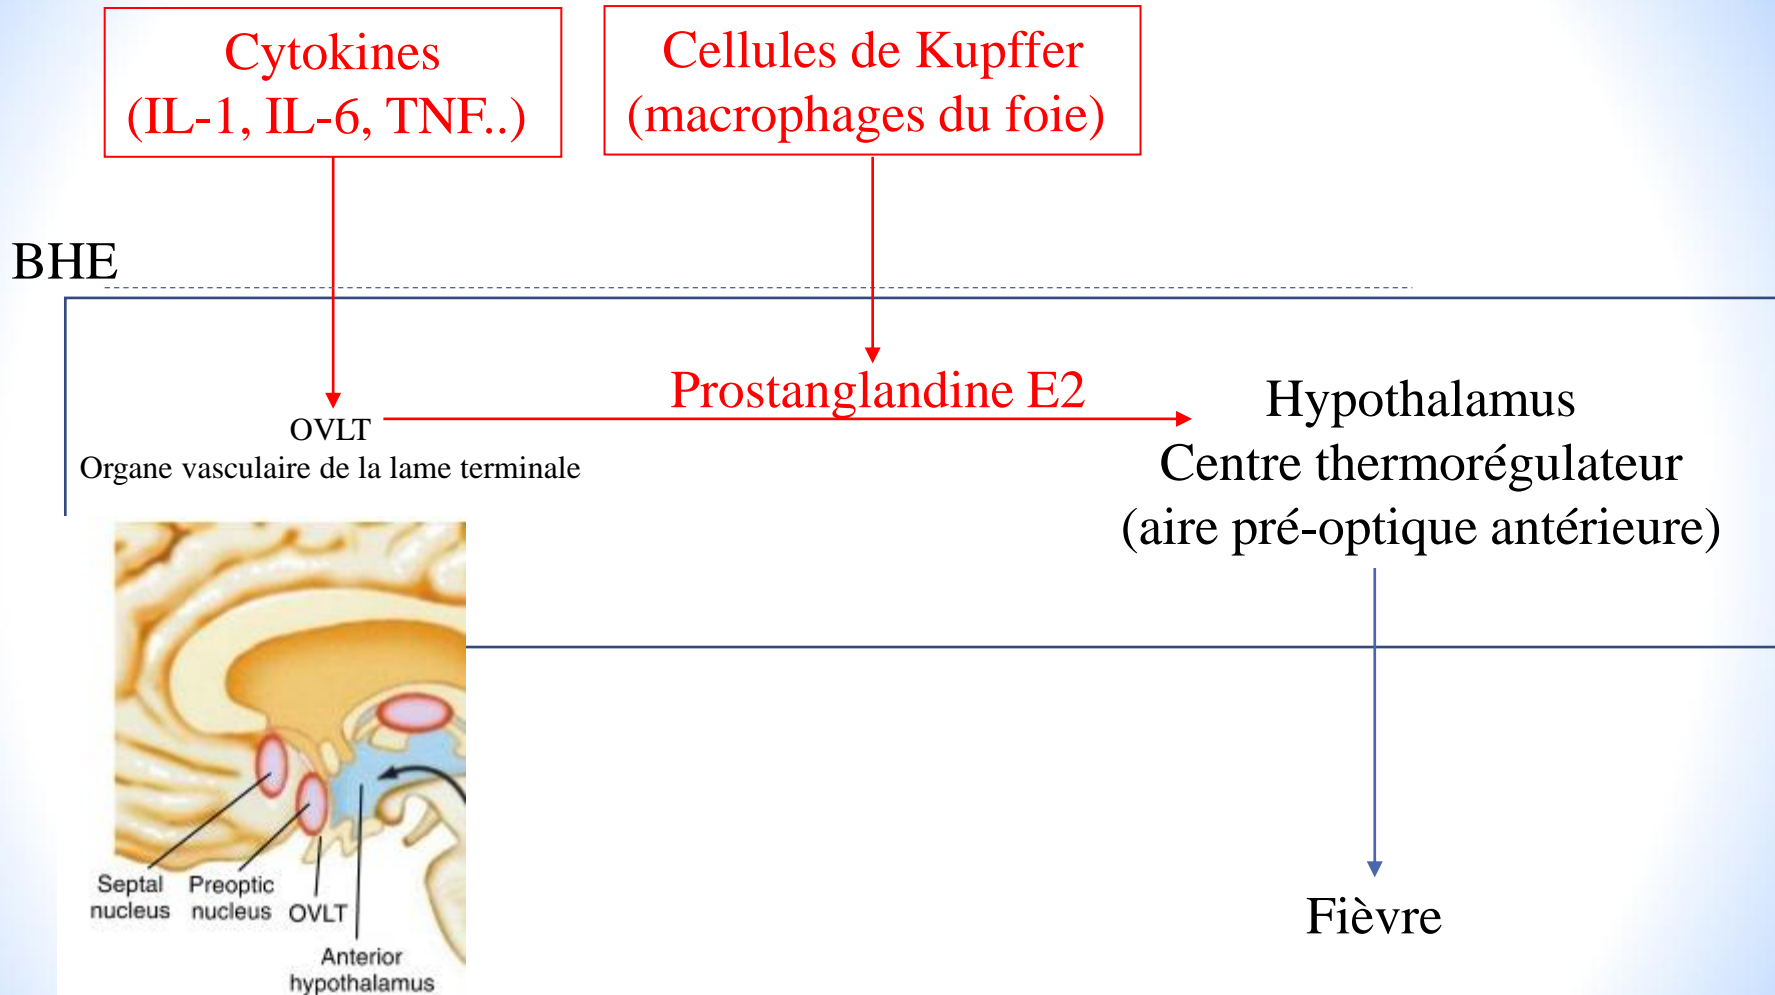 Cytokines
(IL-1, IL-6, TNF..)
Cellules de Kupffer
(macrophages du foie)
BHE
Prostanglandine E2
OVLT
Organe vasculaire de la lame terminale
Hypothalamus
Centre thermorégulateur
(aire pré-optique antérieure)
Septal
nucleus
Preoptic
nucleus
OVLT
Anterior
hypothalamus
Fièvre